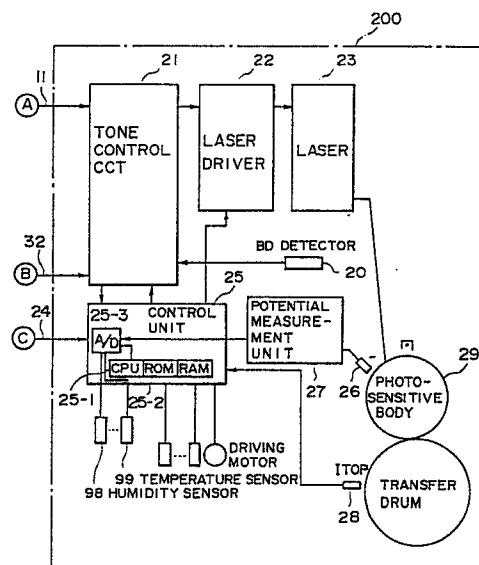 200
21
22
23
11
A
TONE
CONTROL
CCT
LASER
DRIVER
LASER
32
B
BD DETECTOR
20
24
C
25-3
25
CONTROL
UNIT
A/D
CPU ROM RAM
25-1
25-2
POTENTIAL
MEASURE-
MENT
UNIT
27
26
29
PHOTO-
SENSITIVE
BODY
DRIVING
MOTOR
99 TEMPERATURE SENSOR
98 HUMIDITY SENSOR
ITOP
28
TRANSFER
DRUM